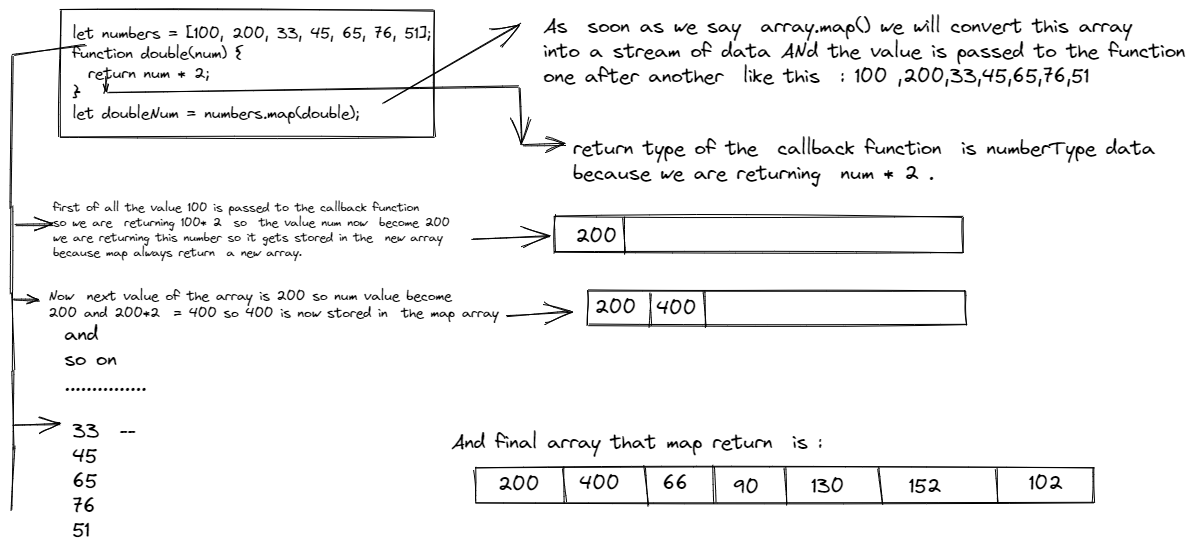 let numbers = [100, 200, 33, 45, 65, 76, 51];
function double(num) {
return num * 2;
}
let doubleNum = numbers.map(double);
As soon as we say array.map() we will convert this array
into a stream of data ANd the value is passed to the function
one after another like this : 100 ,200,33,45,65,76,51
return type of the callback function is numberType data
because we are returning num * 2 .
first of all the value 100 is passed to the callback function
so we are returning 100* 2 so the value num now become 200
we are returning this number so it gets stored in the new array
because map always return a new array.
200
Now next value of the array is 200 so num value become
200 and 200*2 = 400 so 400 is now stored in the map array
200 400
and
so on
...............
33 --
45
65
76
51
And final array that map return is :
200 400 66 90 130 152 102